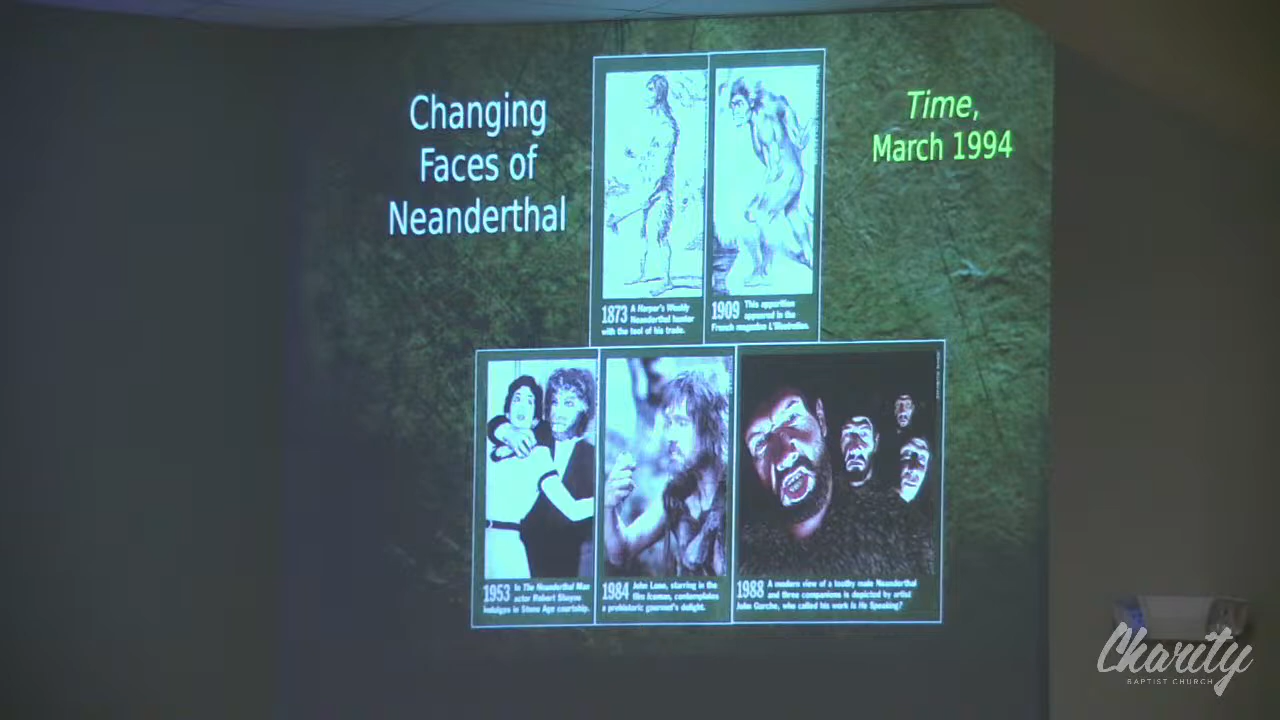 Changing
Faces of
Neanderthal
Time,
March 1994
1873 A Harper's Weekly
Neanderthal hunter
with the tool of his trade.
1909 This apparition
appeared in the
French magazine L'Illustration.
1953 In The Neanderthal Man
actor Robert Shayne
indulges in Stone Age courtship.
1984 John Lone, starring in the
film Iceman, contemplates
a prehistoric gourmet's delight.
1988 A modern view of a toothy male Neanderthal
and three companions is depicted by artist
John Gurche, who called his work Is He Speaking?
Charity
BAPTIST CHURCH